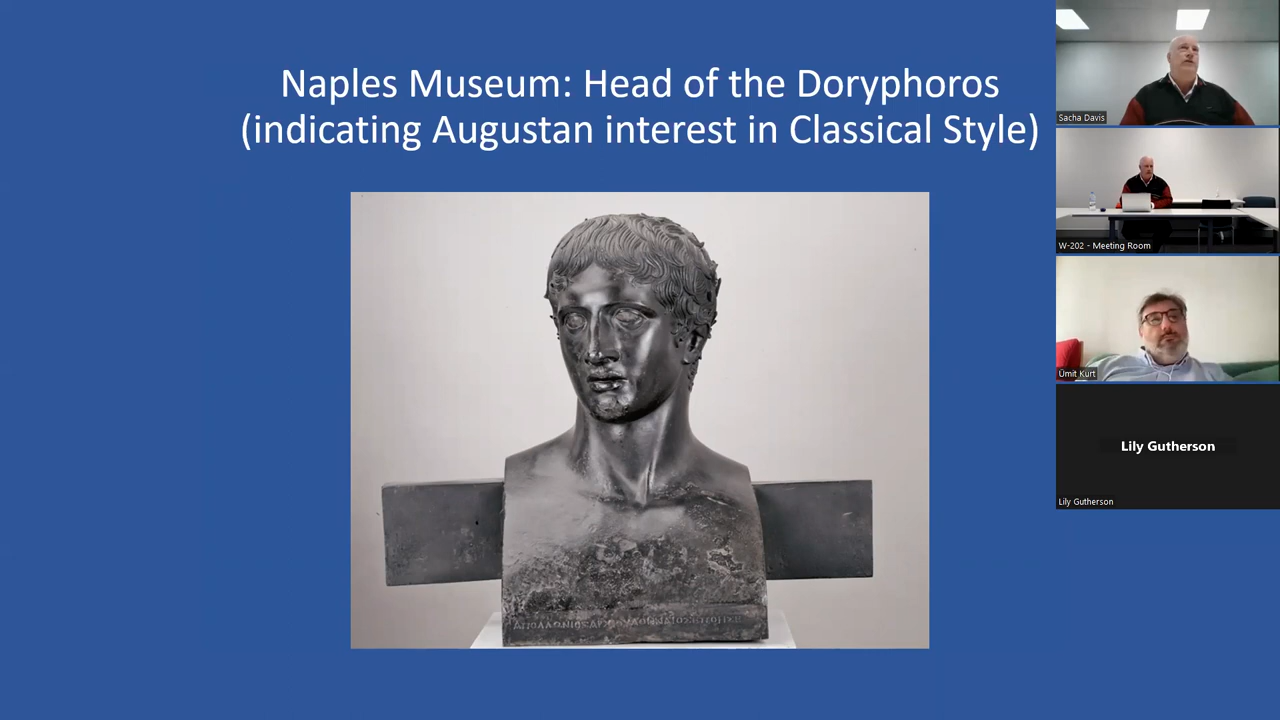 Naples Museum: Head of the Doryphoros
(indicating Augustan interest in Classical Style)
Sacha Davis
W-202 - Meeting Room
Ümit Kurt
Lily Gutherson
Lily Gutherson